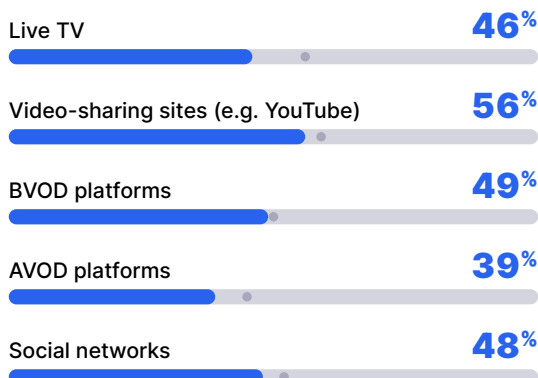 Live TV 46%
Video-sharing sites (e.g. YouTube) 56%
BVOD platforms 49%
AVOD platforms 39%
Social networks 48%